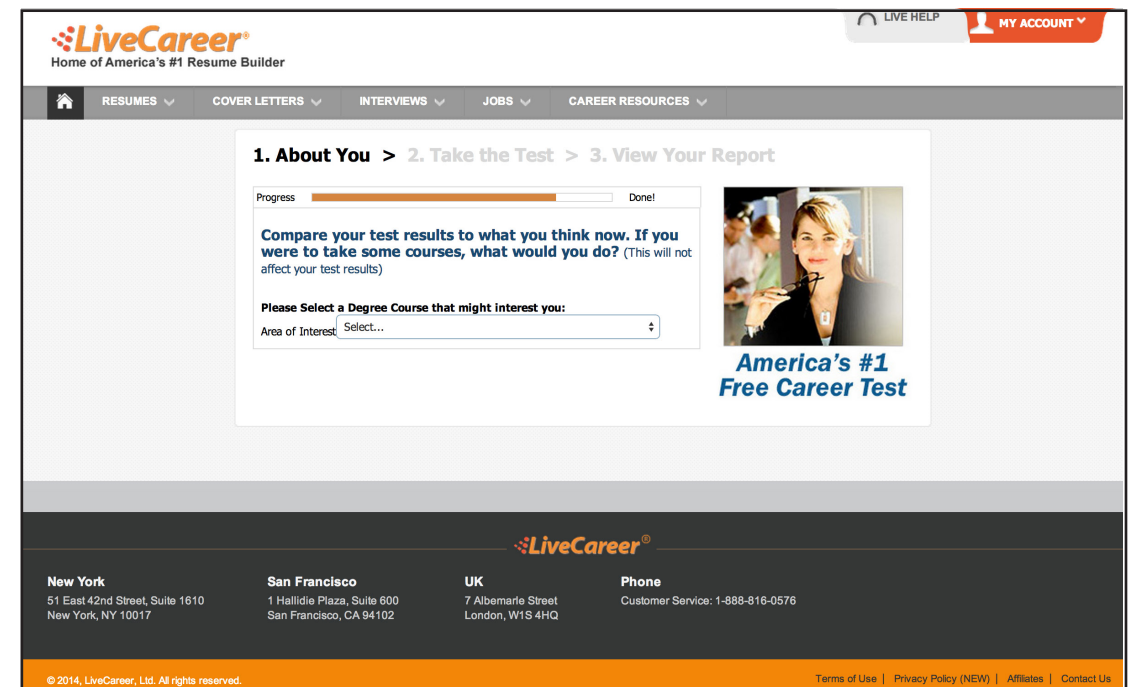 LiveCareer®
Home of America's #1 Resume Builder
LIVE HELP
MY ACCOUNT
RESUMES
COVER LETTERS
INTERVIEWS
JOBS
CAREER RESOURCES
1. About You > 2. Take the Test > 3. View Your Report
Progress
Done!
Compare your test results to what you think now. If you
were to take some courses, what would you do? (This will not
affect your test results)
Please Select a Degree Course that might interest you:
Area of Interest Select...
America's #1
Free Career Test
LiveCareer®
New York
51 East 42nd Street, Suite 1610
New York, NY 10017
San Francisco
1 Hallidie Plaza, Suite 600
San Francisco, CA 94102
UK
7 Albemarle Street
London, W1S 4HQ
Phone
Customer Service: 1-888-816-0576
© 2014, LiveCareer, Ltd. All rights reserved.
Terms of Use | Privacy Policy (NEW) | Affiliates | Contact Us